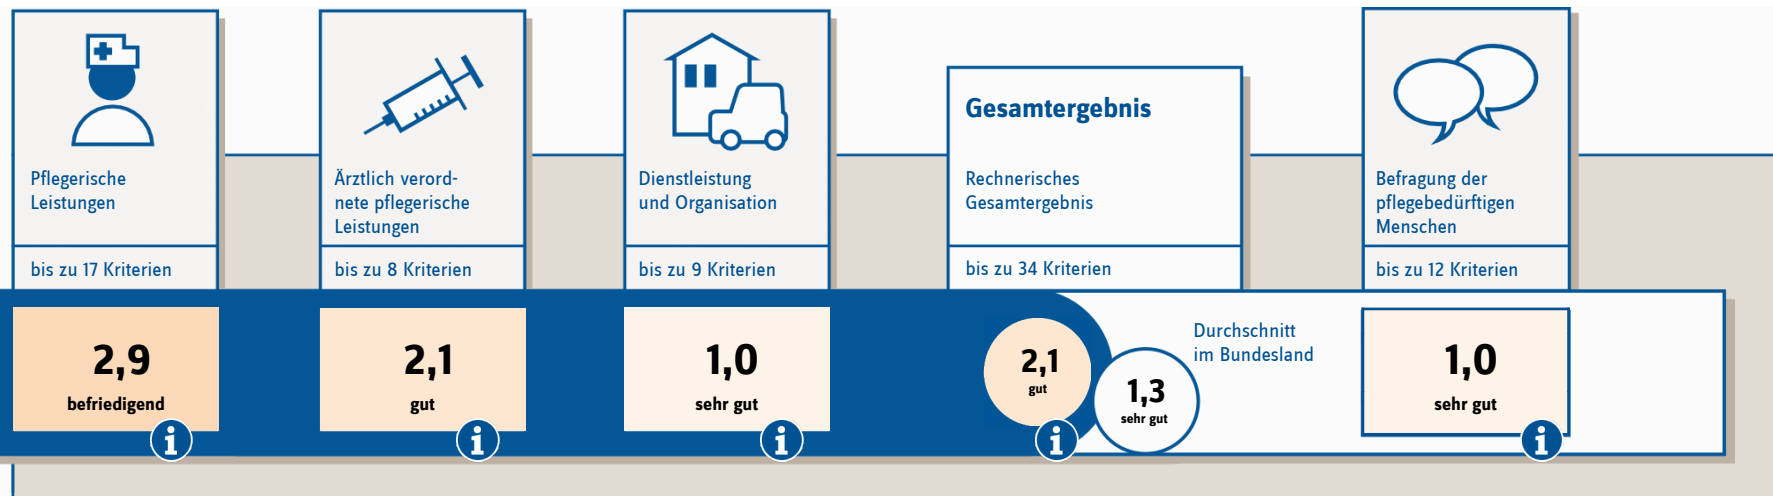 Pflegerische
Leistungen
bis zu 17 Kriterien
2,9
befriedigend
i
Ärztlich verord-
nete pflegerische
Leistungen
bis zu 8 Kriterien
2,1
gut
i
Dienstleistung
und Organisation
bis zu 9 Kriterien
1,0
sehr gut
i
Gesamtergebnis
Rechnerisches
Gesamtergebnis
bis zu 34 Kriterien
2,1
gut
i
1,3
sehr gut
Durchschnitt
im Bundesland
Befragung der
pflegebedürftigen
Menschen
bis zu 12 Kriterien
1,0
sehr gut
i